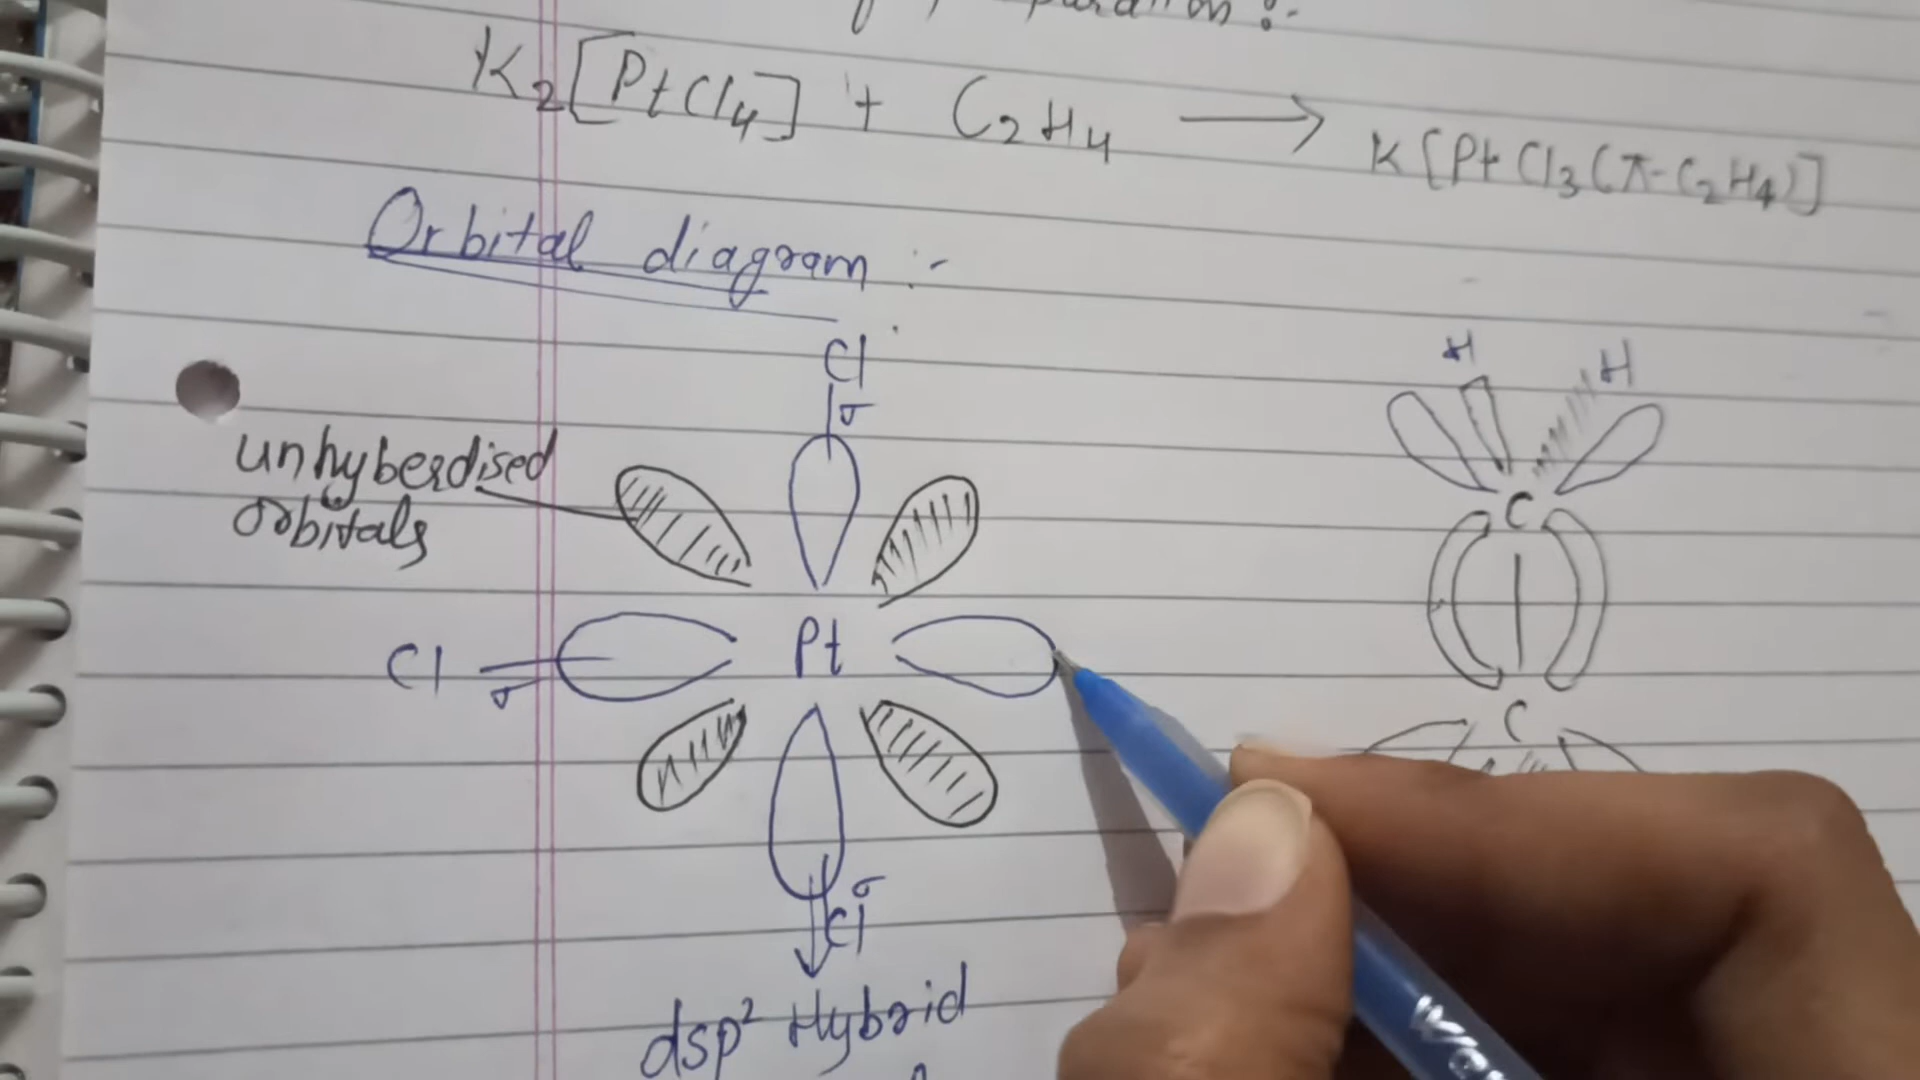 K₂[PtCl₄] + C₂H₄ ⟶ K[PtCl₃(π-C₂H₄)]
Orbital diagram :-
Cl
σ
H H
unhyberdised
orbitals
C
Cl σ Pt
C
σ
Cl
dsp² Hybrid